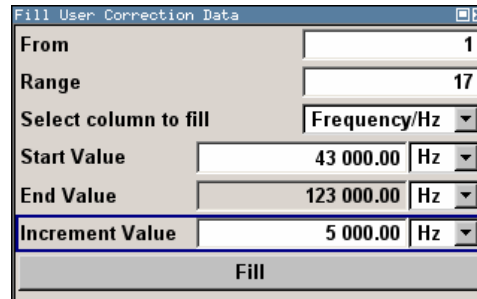 Fill User Correction Data
From 1
Range 17
Select column to fill Frequency/Hz
Start Value 43 000.00 Hz
End Value 123 000.00 Hz
Increment Value 5 000.00 Hz
Fill